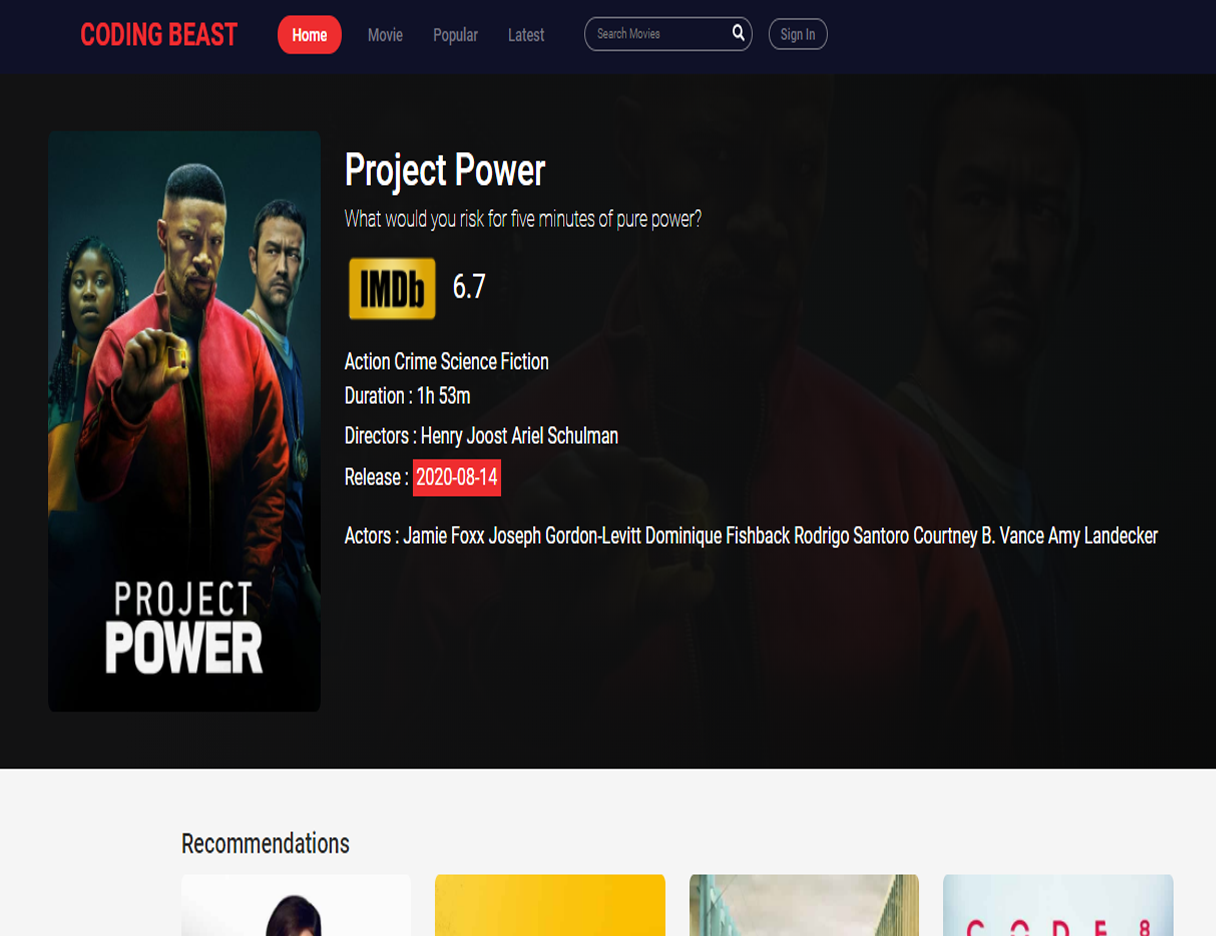 CODING BEAST Home Movie Popular Latest Search Movies Sign In
Project Power
What would you risk for five minutes of pure power?
IMDb 6.7
Action Crime Science Fiction
Duration : 1h 53m
Directors : Henry Joost Ariel Schulman
Release : 2020-08-14
Actors : Jamie Foxx Joseph Gordon-Levitt Dominique Fishback Rodrigo Santoro Courtney B. Vance Amy Landecker
PROJECT
POWER
Recommendations
CODE 8